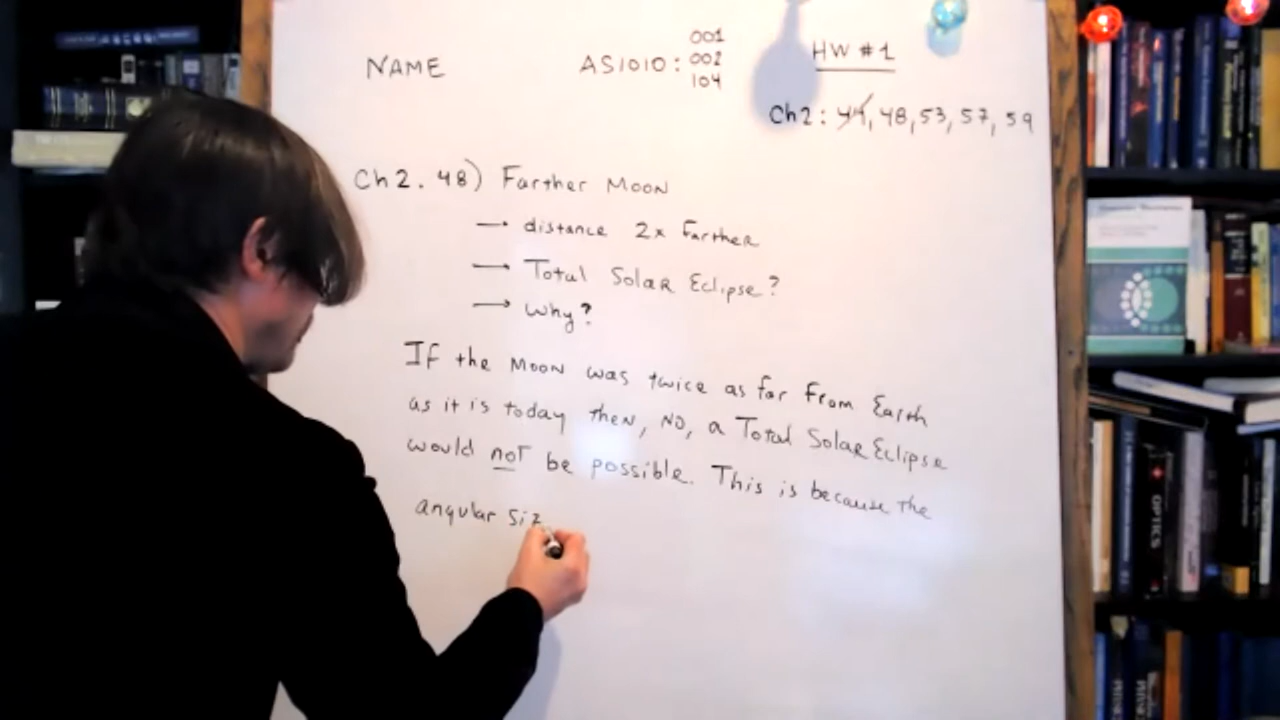 NAME
AS1010: 001
002
104
HW #1
Ch2: 44, 48, 53, 57, 59
Ch2. 48) Farther Moon
→ distance 2x Farther
→ Total Solar Eclipse?
→ Why?
If the Moon was twice as far from Earth
as it is today then, NO, a Total Solar Eclipse
would not be possible. This is because the
angular siz
OPTICS